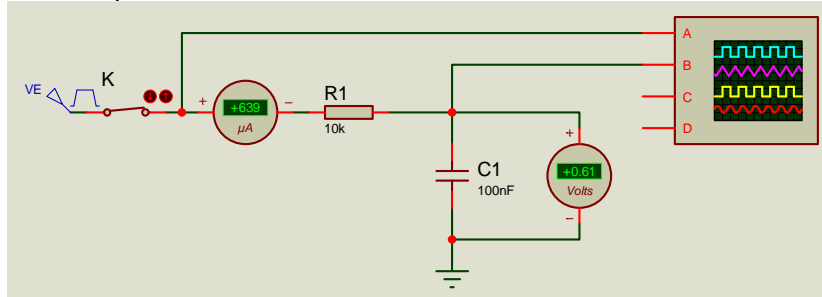 A
VE
K
B
+
+639
−
µA
R1
10k
C
D
+
C1
100nF
+0.61
Volts
−